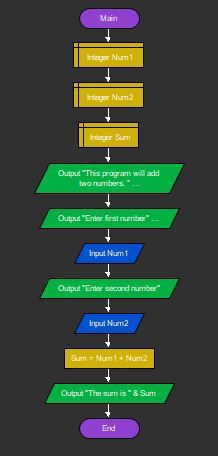 Main
Integer Num1
Integer Num2
Integer Sum
Output "This program will add
two numbers. " ...
Output "Enter first number" ...
Input Num1
Output "Enter second number"
Input Num2
Sum = Num1 + Num2
Output "The sum is " & Sum
End